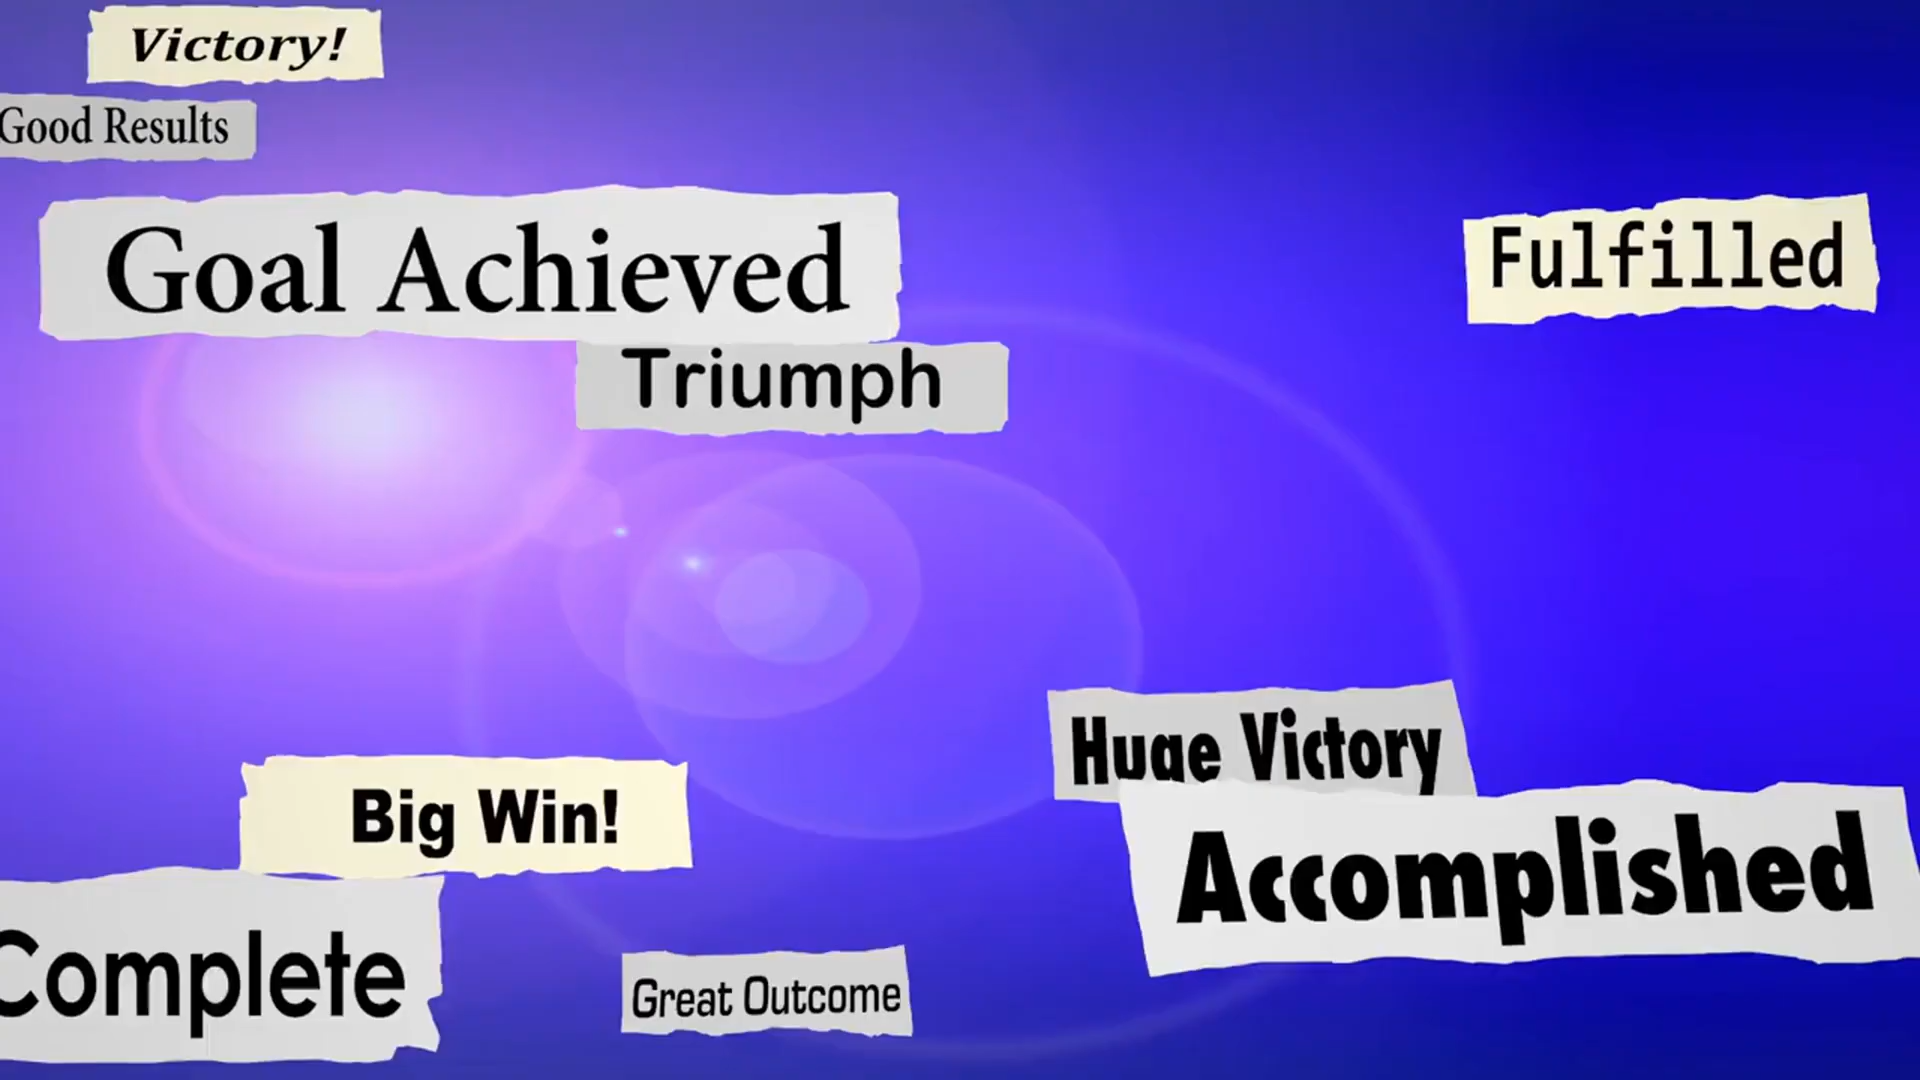 Victory!
Good Results
Goal Achieved
Fulfilled
Triumph
Huge Victory
Big Win!
Accomplished
Complete
Great Outcome